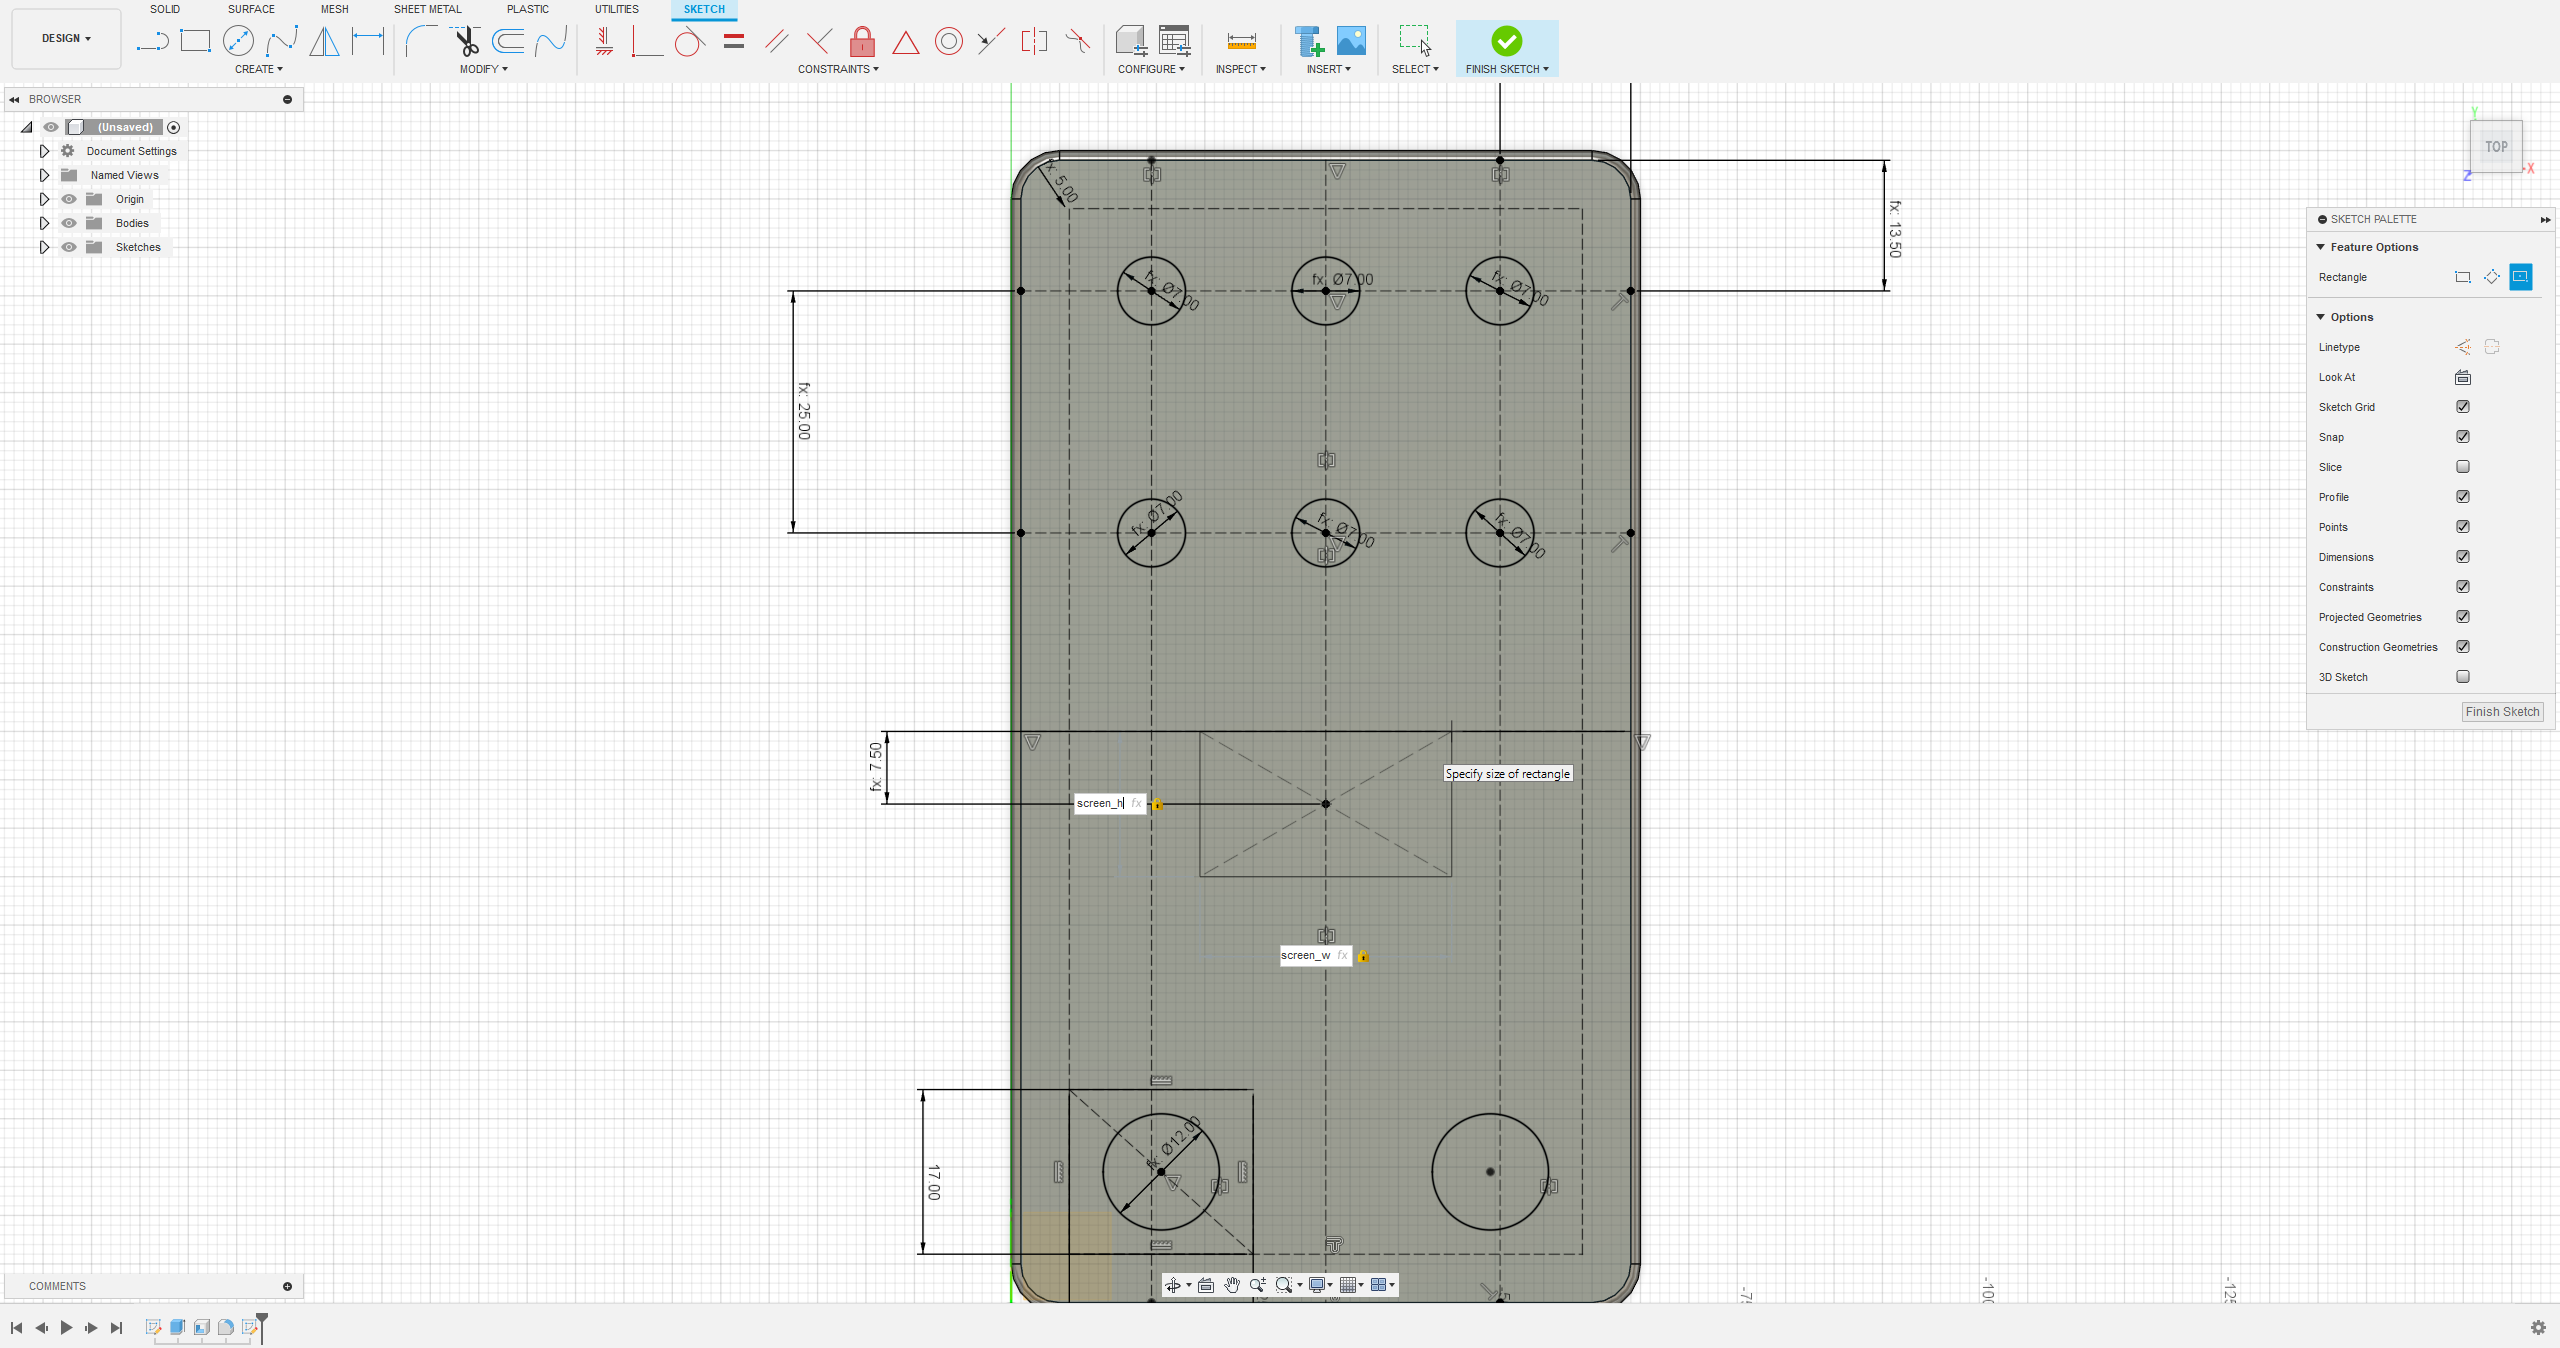 SOLID SURFACE MESH SHEET METAL PLASTIC UTILITIES SKETCH
DESIGN
CREATE MODIFY CONSTRAINTS CONFIGURE INSPECT INSERT SELECT FINISH SKETCH
BROWSER
(Unsaved)
Document Settings
Named Views
Origin
Bodies
Sketches
TOP
X
Y
Z
SKETCH PALETTE
Feature Options
Rectangle
Options
Linetype
Look At
Sketch Grid
Snap
Slice
Profile
Points
Dimensions
Constraints
Projected Geometries
Construction Geometries
3D Sketch
Finish Sketch
fx: 5.00
fx: 13.50
fx: Ø7.00
fx: Ø7.00
fx: Ø7.00
fx: 25.00
fx: Ø7.00
fx: Ø7.00
fx: Ø7.00
fx: 7.50
Specify size of rectangle
screen_h fx
screen_w fx
fx: Ø12.00
17.00
-100
-125
COMMENTS